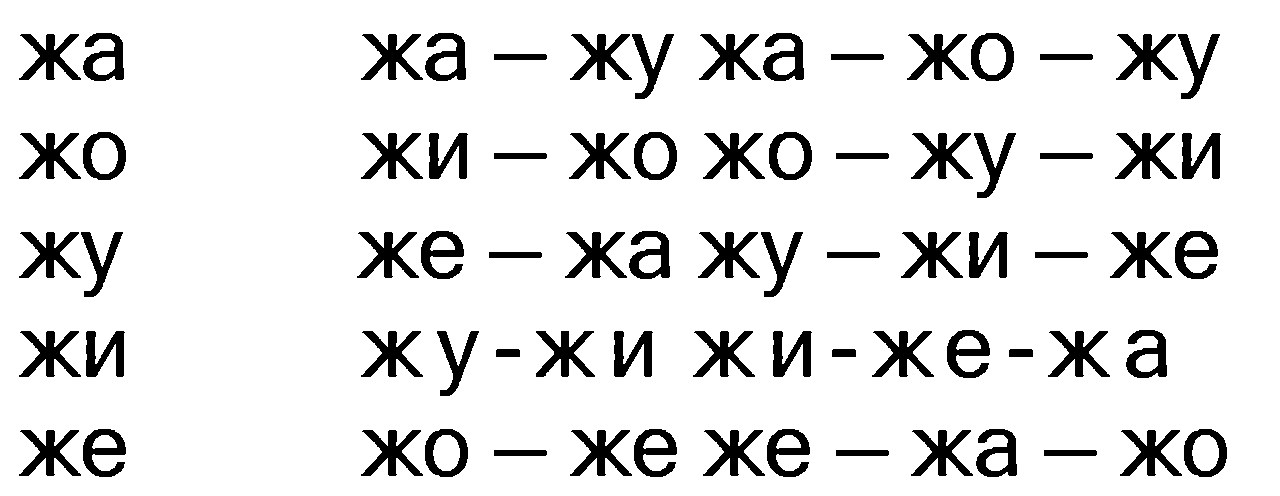 жа жа – жу жа – жо – жу
жо жи – жо жо – жу – жи
жу же – жа жу – жи – же
жи жу-жи жи-же-жа
же жо – же же – жа – жо